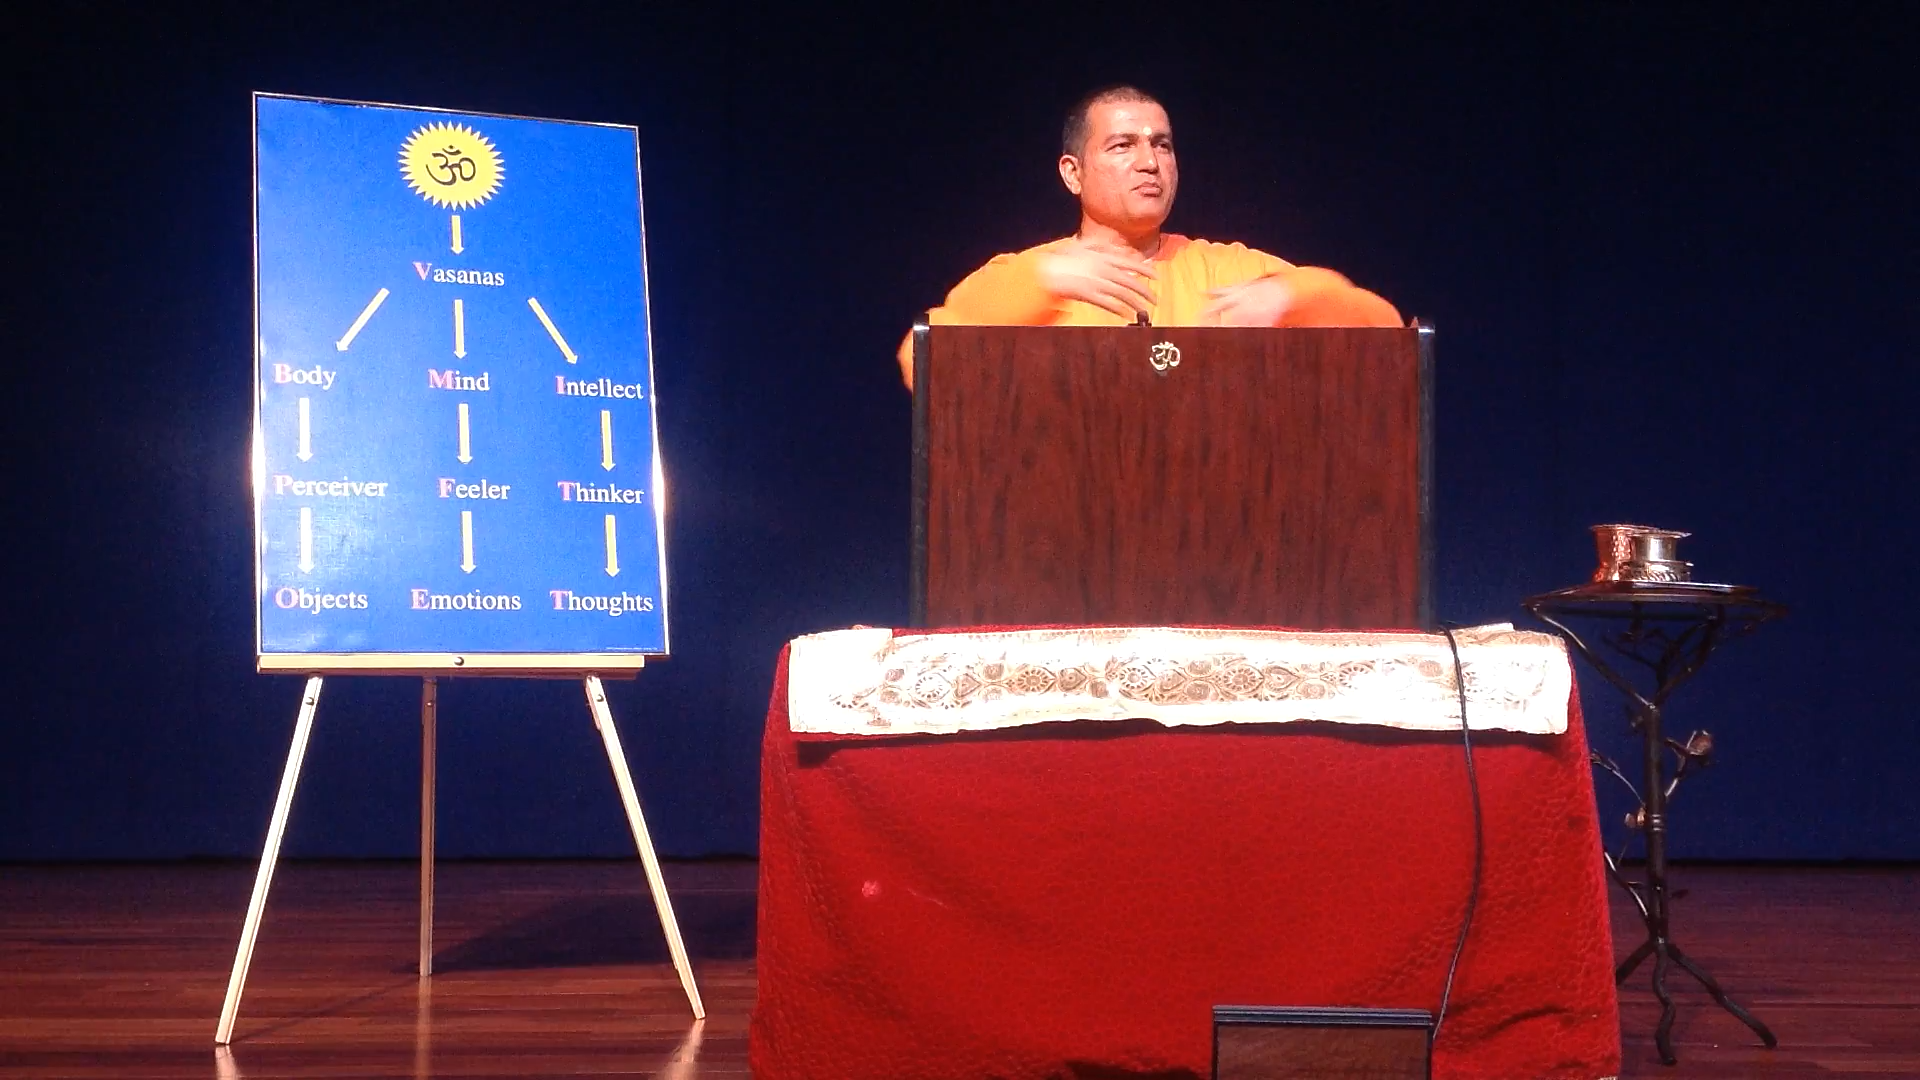 ॐ
Vasanas
Body Mind Intellect
Perceiver Feeler Thinker
Objects Emotions Thoughts
ॐ